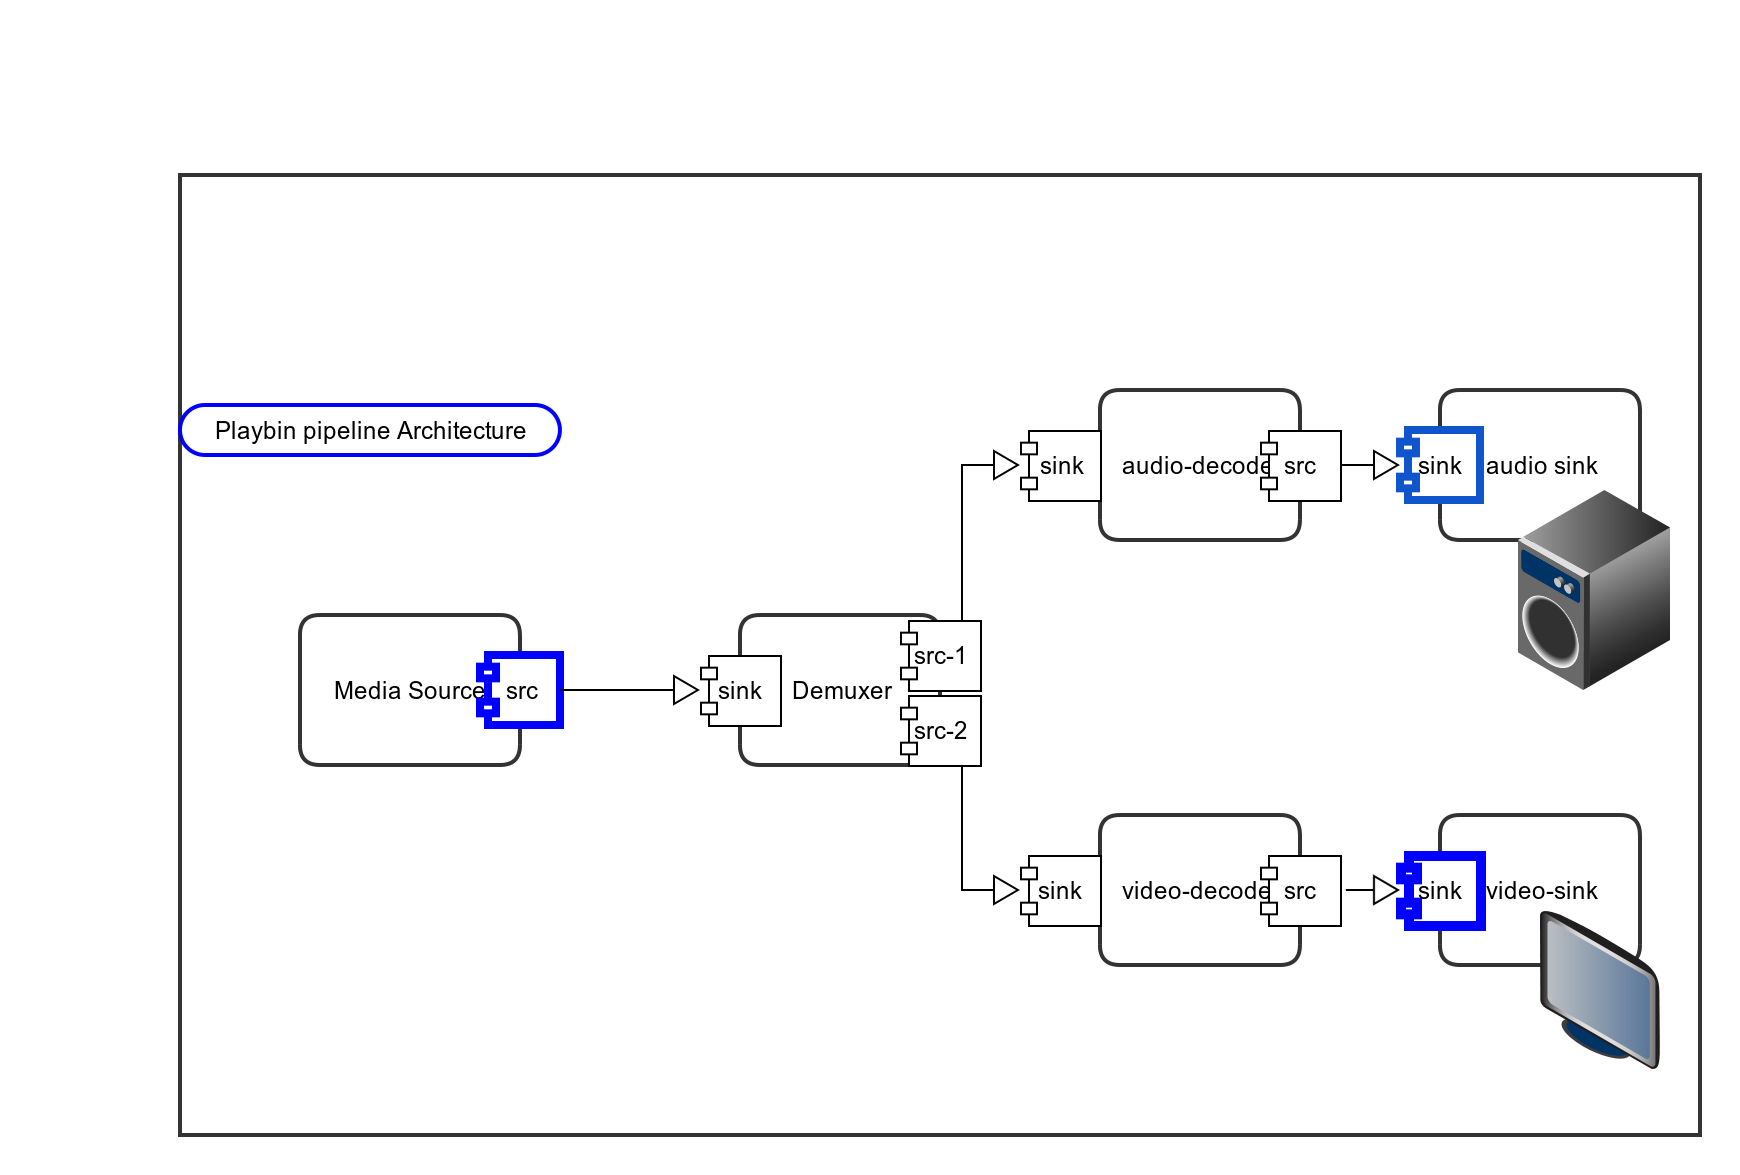 Playbin pipeline Architecture
sink
audio-decode
src
sink
audio sink
Media Source
src
sink
Demuxer
src-1
src-2
sink
video-decode
src
sink
video-sink